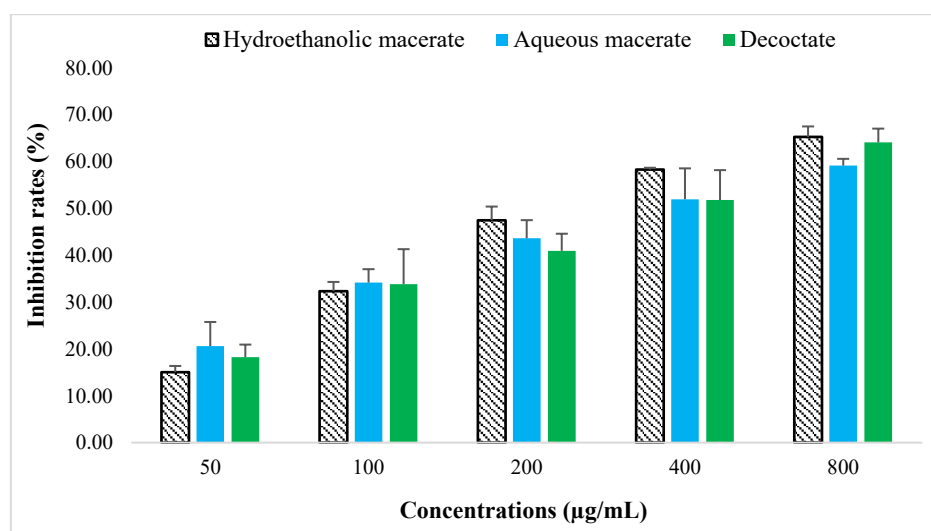 Hydroethanolic macerate Aqueous macerate Decoctate
80.00
70.00
60.00
50.00
40.00
30.00
20.00
10.00
0.00
Inhibition rates (%)
50 100 200 400 800
Concentrations (µg/mL)